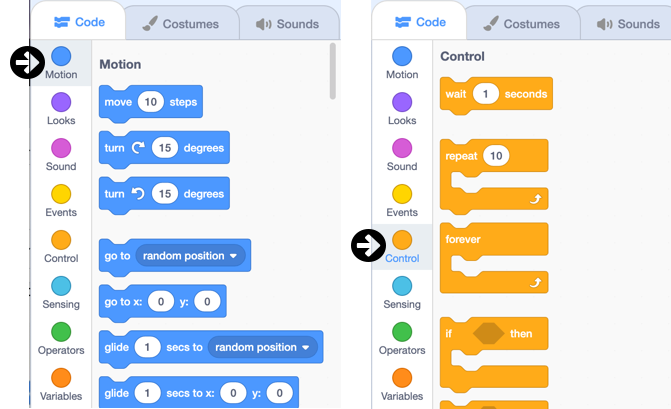 Code Costumes Sounds
Motion
Looks
Sound
Events
Control
Sensing
Operators
Variables
Motion
move 10 steps
turn 15 degrees
turn 15 degrees
go to random position
go to x: 0 y: 0
glide 1 secs to random position
glide 1 secs to x: 0 y: 0
Code Costumes Sounds
Motion
Looks
Sound
Events
Control
Sensing
Operators
Variables
Control
wait 1 seconds
repeat 10
forever
if then